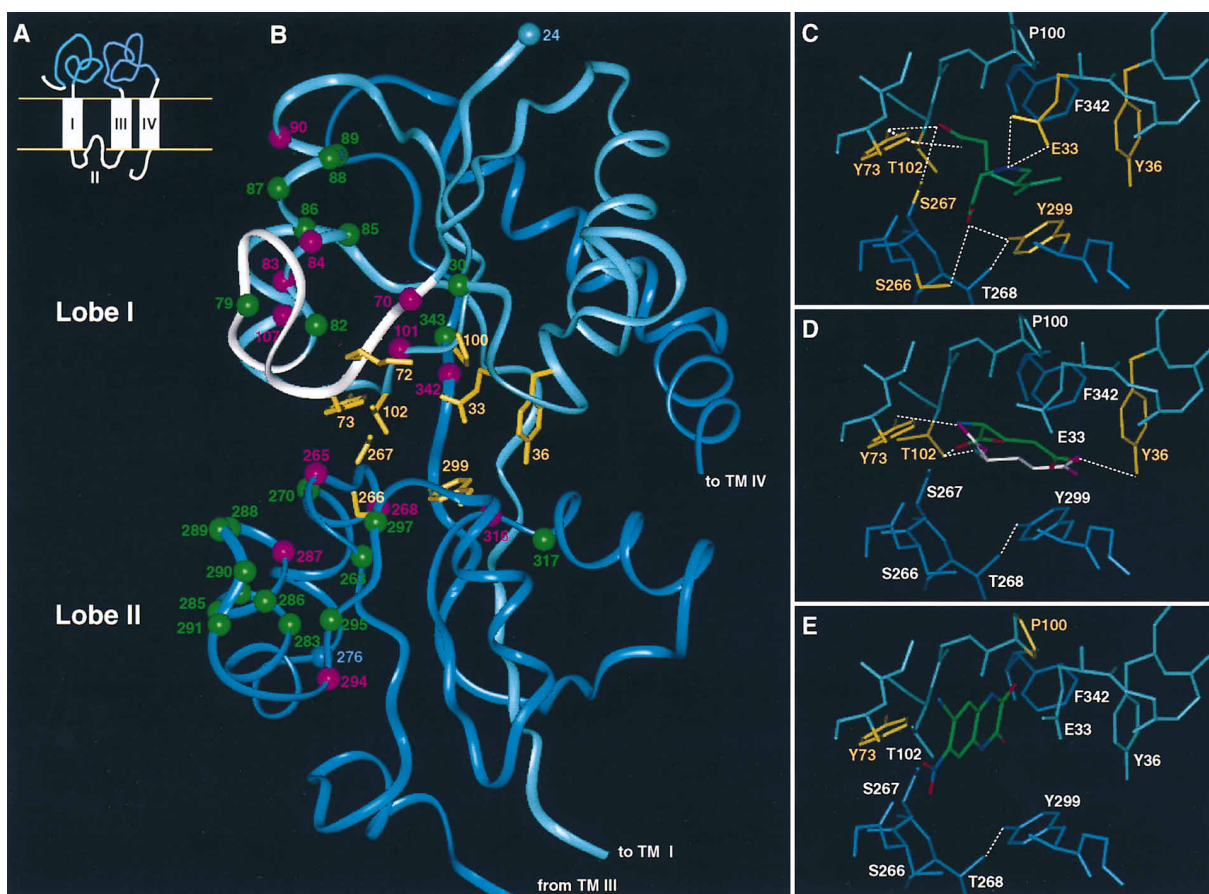 A
I
III
IV
II
B
24
90
89
88
87
86
85
83
84
30
Lobe I
79
70
343
82
107
101
100
72
342
33
73
102
36
267
265
299
to TM IV
270
266
268
288
289
297
316
317
287
290
285
286
295
291
283
Lobe II
276
294
to TM I
from TM III
C
P100
F342
E33
Y73
T102
Y36
S267
Y299
S266
T268
D
P100
F342
E33
Y73
T102
Y36
S267
Y299
S266
T268
E
P100
F342
E33
Y73
T102
Y36
S267
Y299
S266
T268